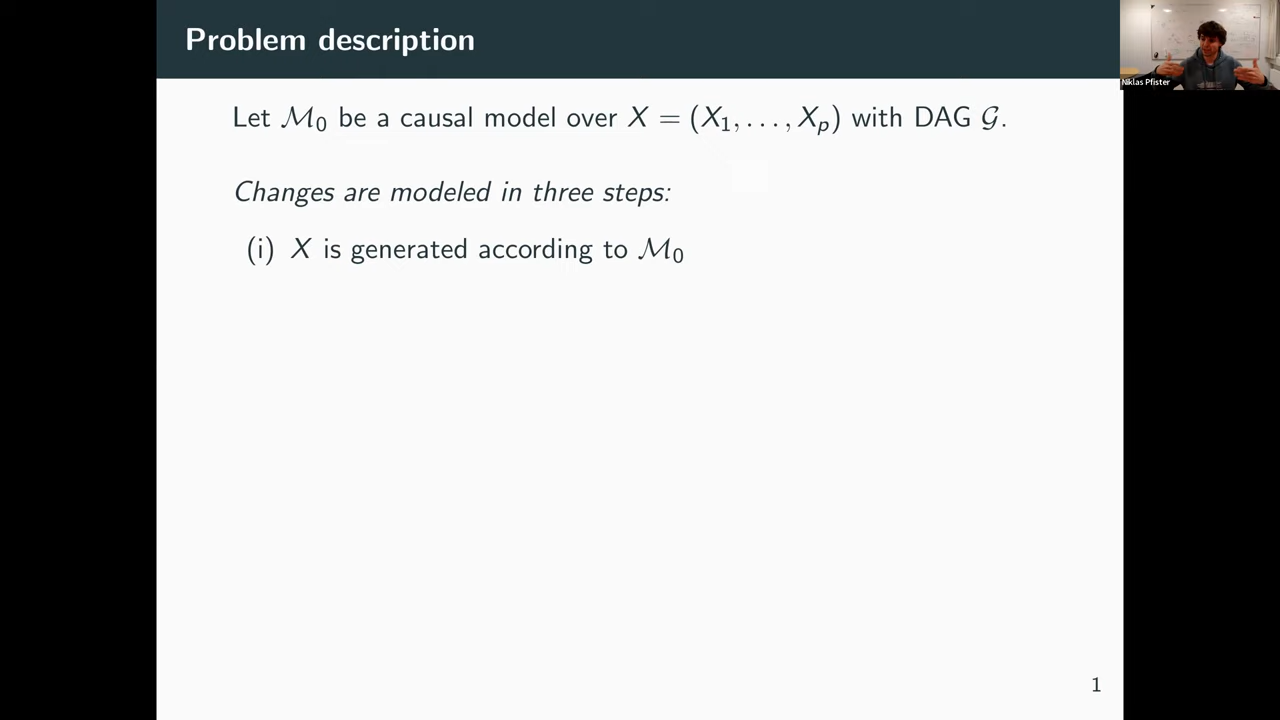 Problem description
Niklas Pfister
Let ℳ₀ be a causal model over X = (X₁, . . . , Xₚ) with DAG 𝒢.
Changes are modeled in three steps:
(i) X is generated according to ℳ₀
1